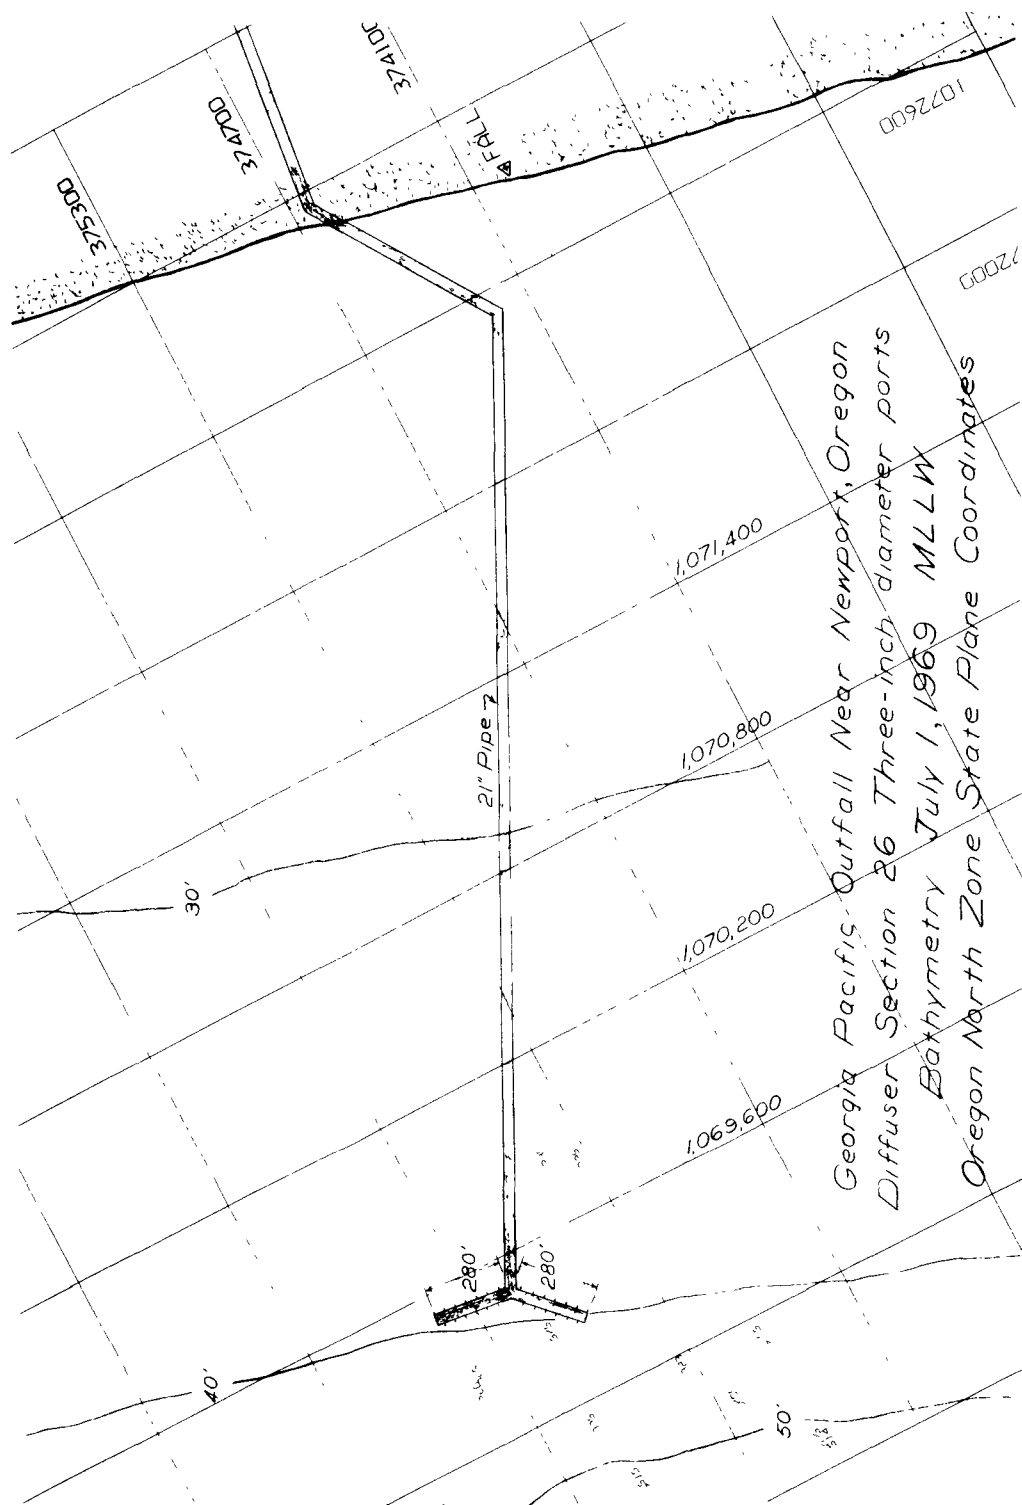 375300
374700
374100
FALL
1072600
Georgia Pacific Outfall Near Newport, Oregon
Diffuser Section 26 Three-inch diameter ports
Bathymetry July 1, 1969 MLLW
Oregon North Zone State Plane Coordinates
1,071,400
1,070,800
1,070,200
1,069,600
21" Pipe
30'
280'
280'
40'
50'